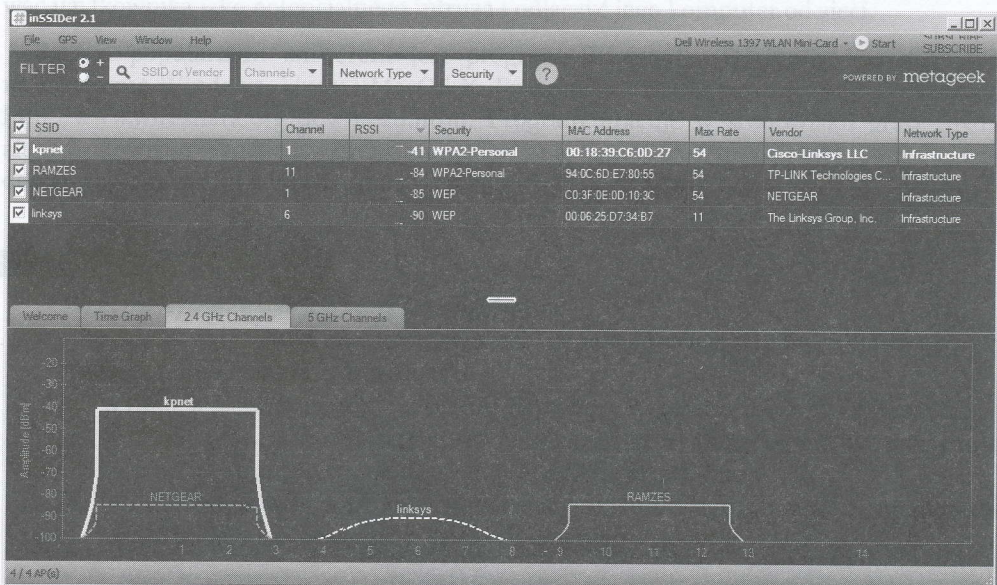 inSSIDer 2.1
File GPS View Window Help Dell Wireless 1397 WLAN Mini-Card Start SUBSCRIBE
FILTER + - SSID or Vendor Channels Network Type Security ? POWERED BY metageek
SSID Channel RSSI Security MAC Address Max Rate Vendor Network Type
kpnet 1 -41 WPA2-Personal 00:18:39:C6:0D:27 54 Cisco-Linksys LLC Infrastructure
RAMZES 11 -84 WPA2-Personal 94:0C:6D:E7:80:55 54 TP-LINK Technologies C... Infrastructure
NETGEAR 1 -85 WEP C0:3F:0E:0D:10:3C 54 NETGEAR Infrastructure
linksys 6 -90 WEP 00:06:25:D7:34:B7 11 The Linksys Group, Inc. Infrastructure
Welcome Time Graph 2.4 GHz Channels 5 GHz Channels
Amplitude [dBm]
-20
-30
-40
kpnet
-50
-60
-70
-80
NETGEAR RAMZES
-90
linksys
-100
1 2 3 4 5 6 7 8 9 10 11 12 13 14
4 / 4 AP(s)